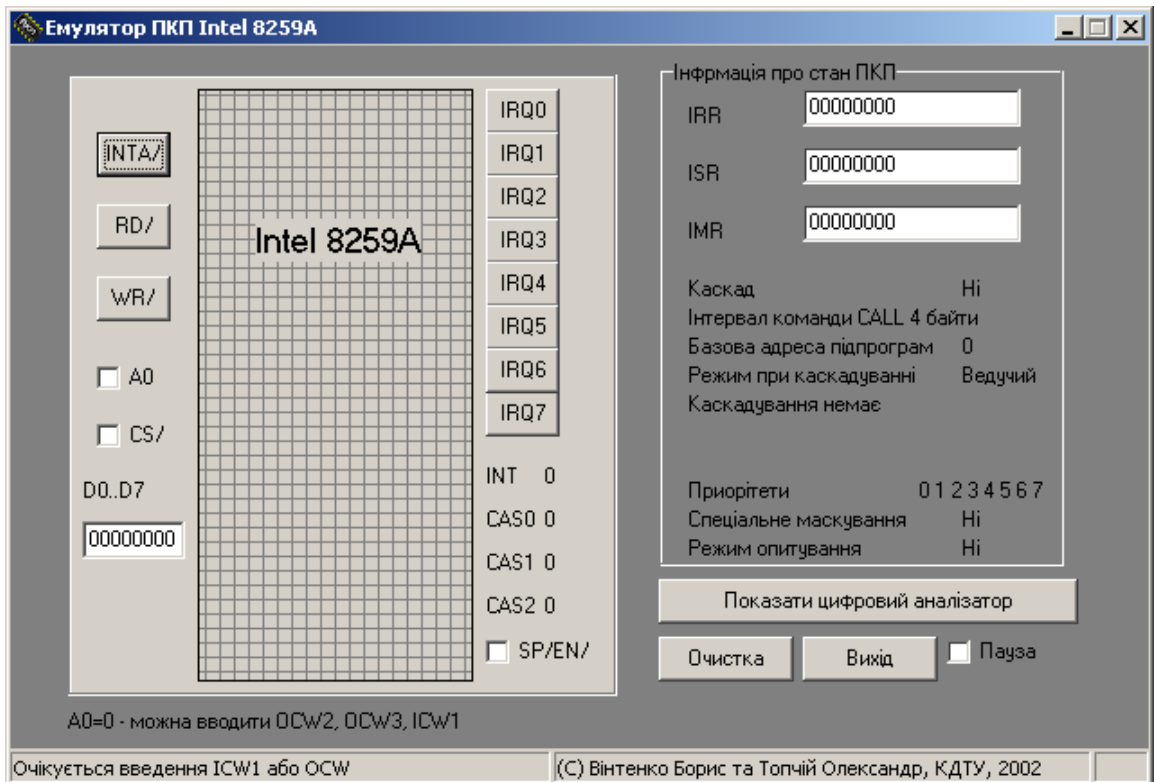 Емулятор ПКП Intel 8259A
INTA/
RD/
WR/
A0
CS/
D0..D7
00000000
Intel 8259A
IRQ0
IRQ1
IRQ2
IRQ3
IRQ4
IRQ5
IRQ6
IRQ7
INT 0
CAS0 0
CAS1 0
CAS2 0
SP/EN/
A0=0 - можна вводити OCW2, OCW3, ICW1
Інфрмація про стан ПКП
IRR 00000000
ISR 00000000
IMR 00000000
Каскад Ні
Інтервал команди CALL 4 байти
Базова адреса підпрограм 0
Режим при каскадуванні Ведучий
Каскадування немає
Приорітети 0 1 2 3 4 5 6 7
Спеціальне маскування Ні
Режим опитування Ні
Показати цифровий аналізатор
Очистка
Вихід
Пауза
Очікується введення ICW1 або OCW
(С) Вінтенко Борис та Топчій Олександр, КДТУ, 2002